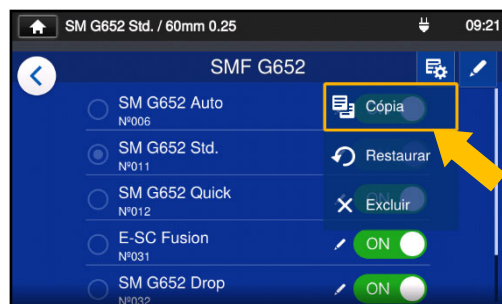 SM G652 Std. / 60mm 0.25 09:21
SMF G652
SM G652 Auto
Nº006
Cópia
SM G652 Std.
Nº011
Restaurar
SM G652 Quick
Nº012
Excluir
E-SC Fusion
Nº031
ON
SM G652 Drop
Nº032
ON